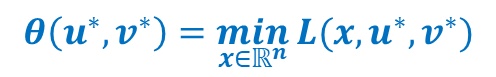 θ(u*, v*) = min L(x, u*, v*)
x∈ℝⁿ